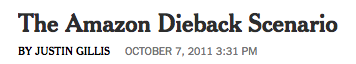 The Amazon Dieback Scenario
BY JUSTIN GILLIS OCTOBER 7, 2011 3:31 PM